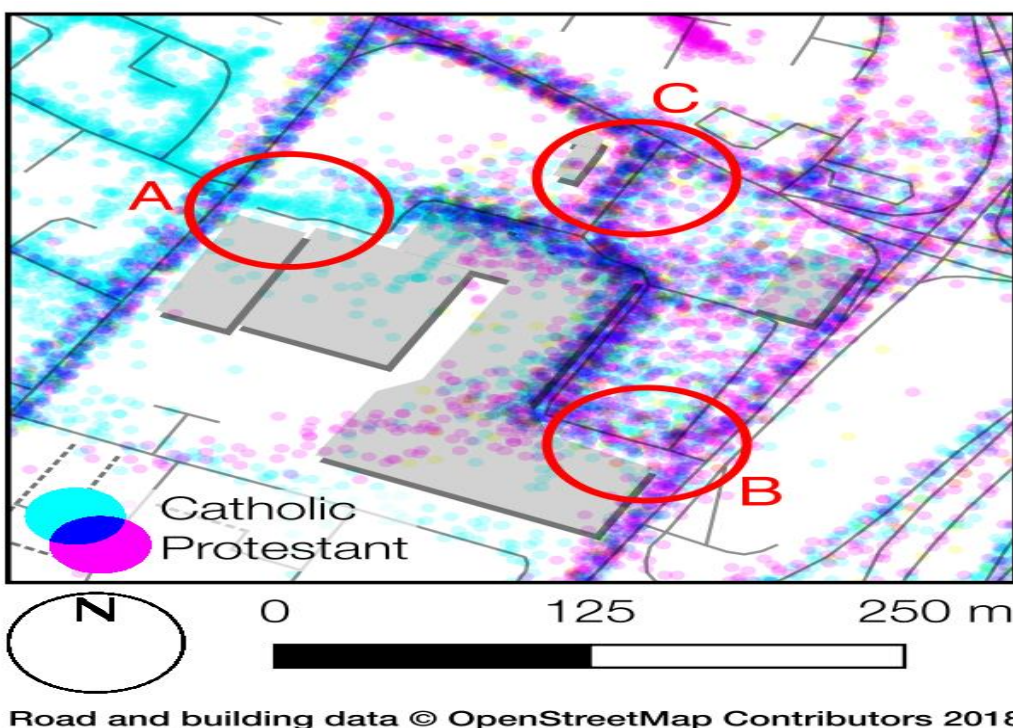 C
A
B
Catholic
Protestant
N
0 125 250 m
Road and building data © OpenStreetMap Contributors 2018